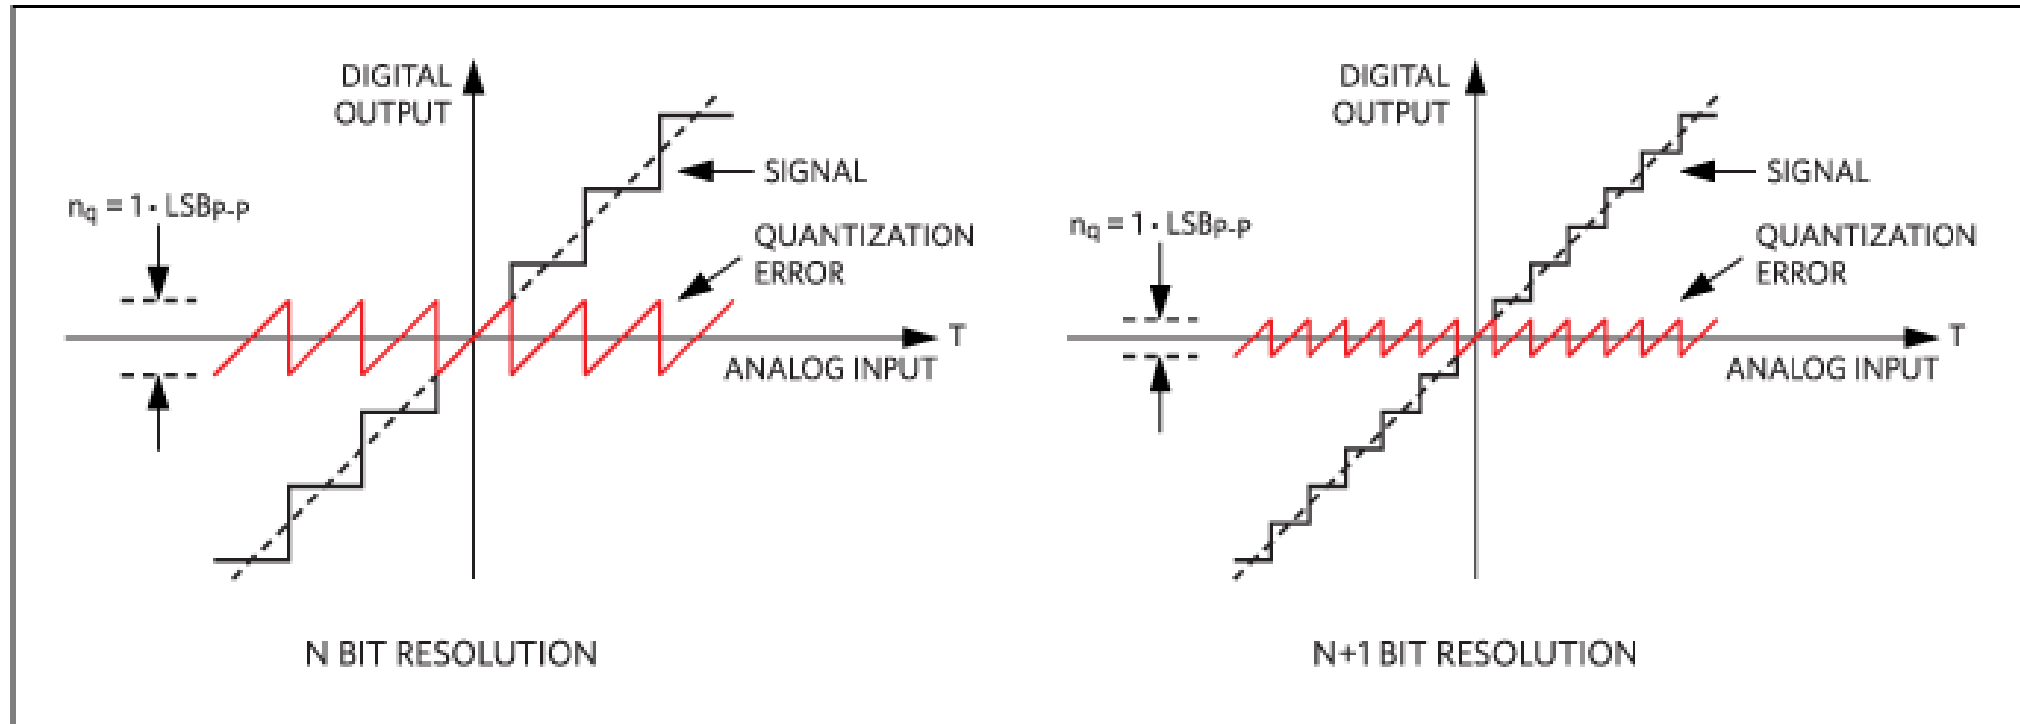 DIGITAL
OUTPUT
SIGNAL
nq = 1 · LSBP-P
QUANTIZATION
ERROR
T
ANALOG INPUT
N BIT RESOLUTION
DIGITAL
OUTPUT
SIGNAL
nq = 1 · LSBP-P
QUANTIZATION
ERROR
T
ANALOG INPUT
N+1 BIT RESOLUTION